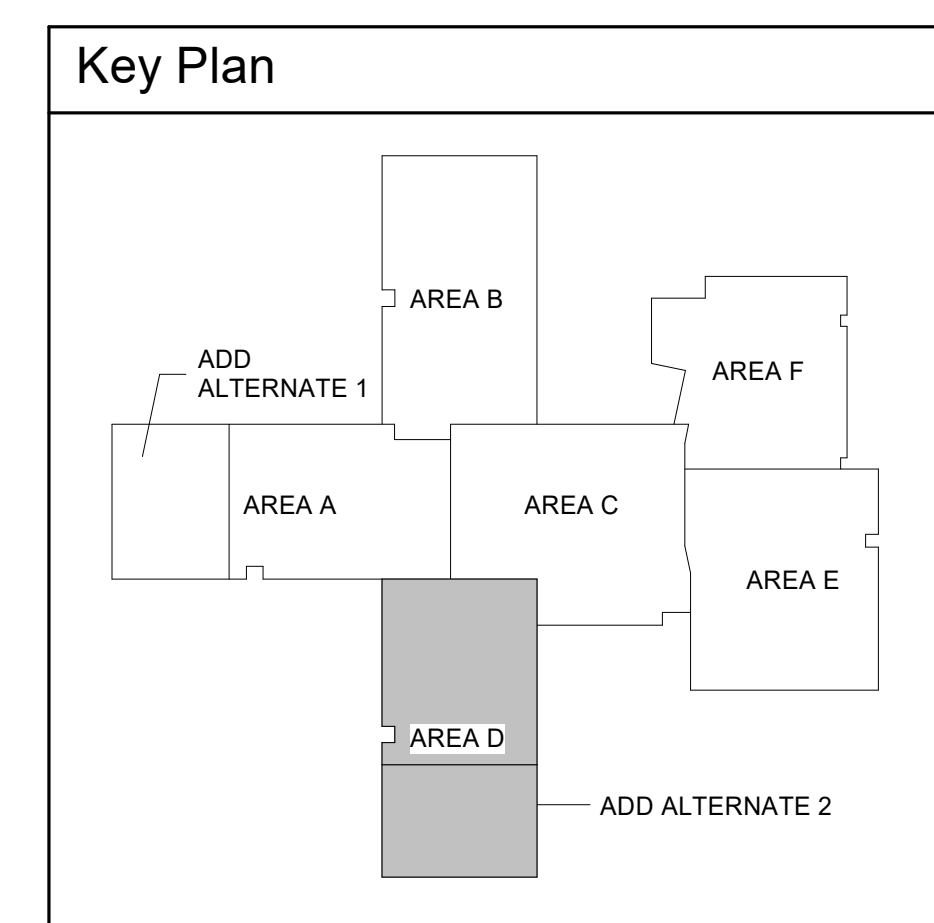 Key Plan
AREA B
ADD
ALTERNATE 1
AREA F
AREA A
AREA C
AREA E
AREA D
ADD ALTERNATE 2